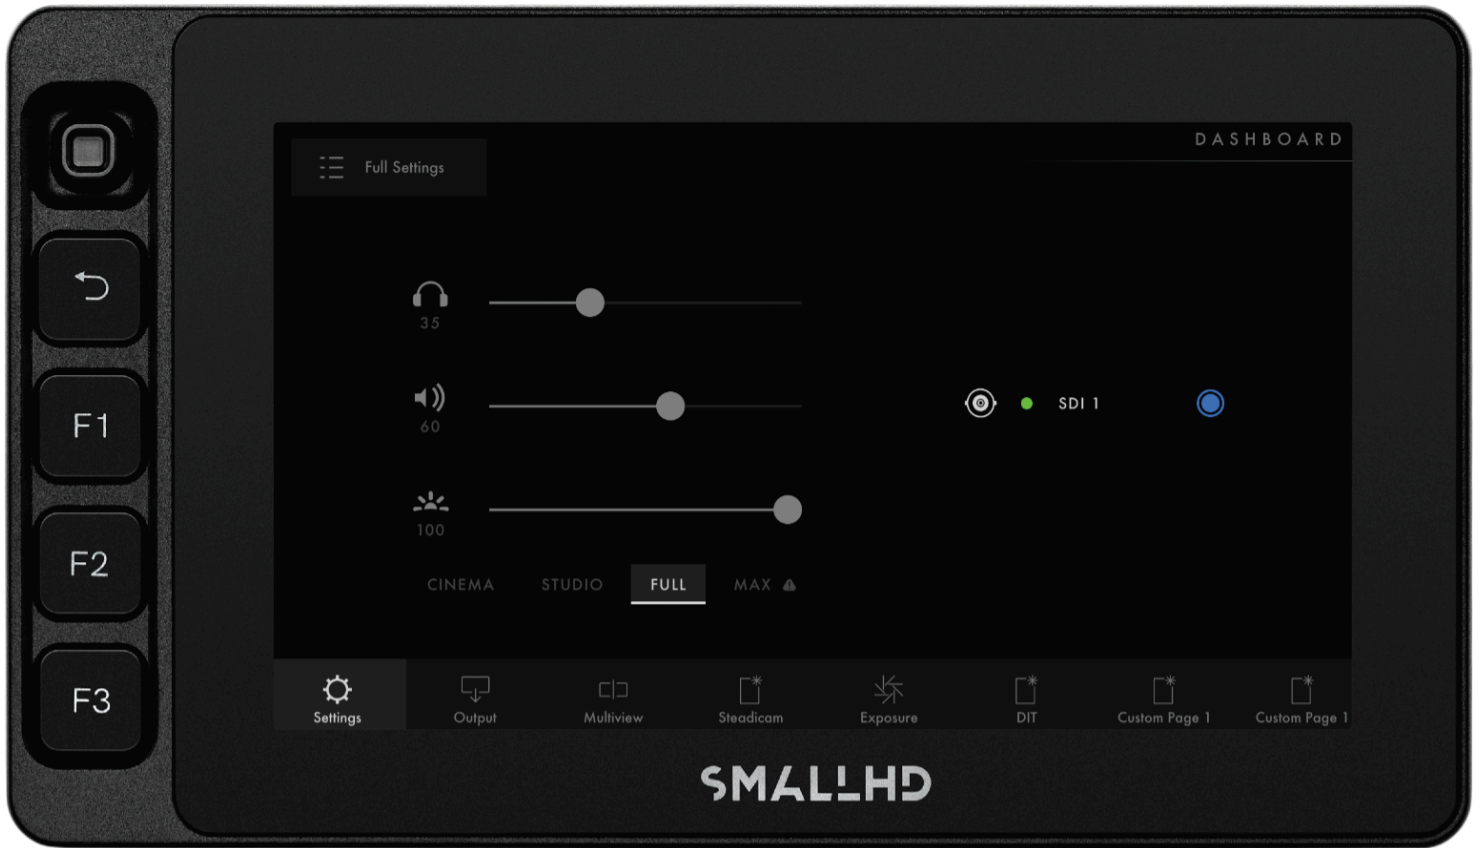 DASHBOARD
Full Settings
35
60
SDI 1
100
CINEMA STUDIO FULL MAX
Settings Output Multiview Steadicam Exposure DIT Custom Page 1 Custom Page 1
F1
F2
F3
SMALLHD